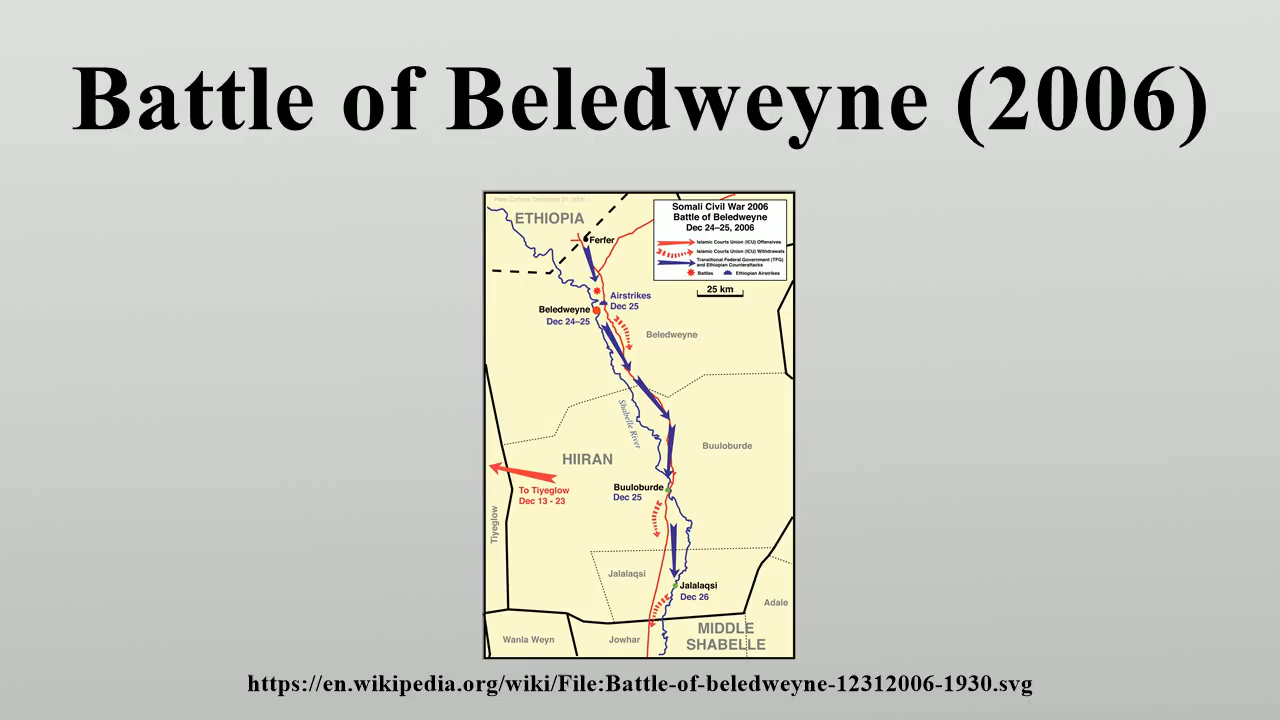 Battle of Beledweyne (2006)
ETHIOPIA
Ferfer
Somali Civil War 2006
Battle of Beledweyne
Dec 24–25, 2006
Islamic Courts Union (ICU) Offensives.
Islamic Courts Union (ICU) Withdrawals
Transitional Federal Government (TFG)
and Ethiopian Counterattacks
Battles
Ethiopian Airstrikes
25 km
Airstrikes
Dec 25
Beledweyne
Dec 24–25
Beledweyne
Shabelle River
Buuloburde
HIIRAN
To Tiyeglow
Dec 13 - 23
Tiyeglow
Buuloburde
Dec 25
Jalalaqsi
Jalalaqsi
Dec 26
Adale
MIDDLE
SHABELLE
Wanla Weyn
Jowhar
https://en.wikipedia.org/wiki/File:Battle-of-beledweyne-12312006-1930.svg